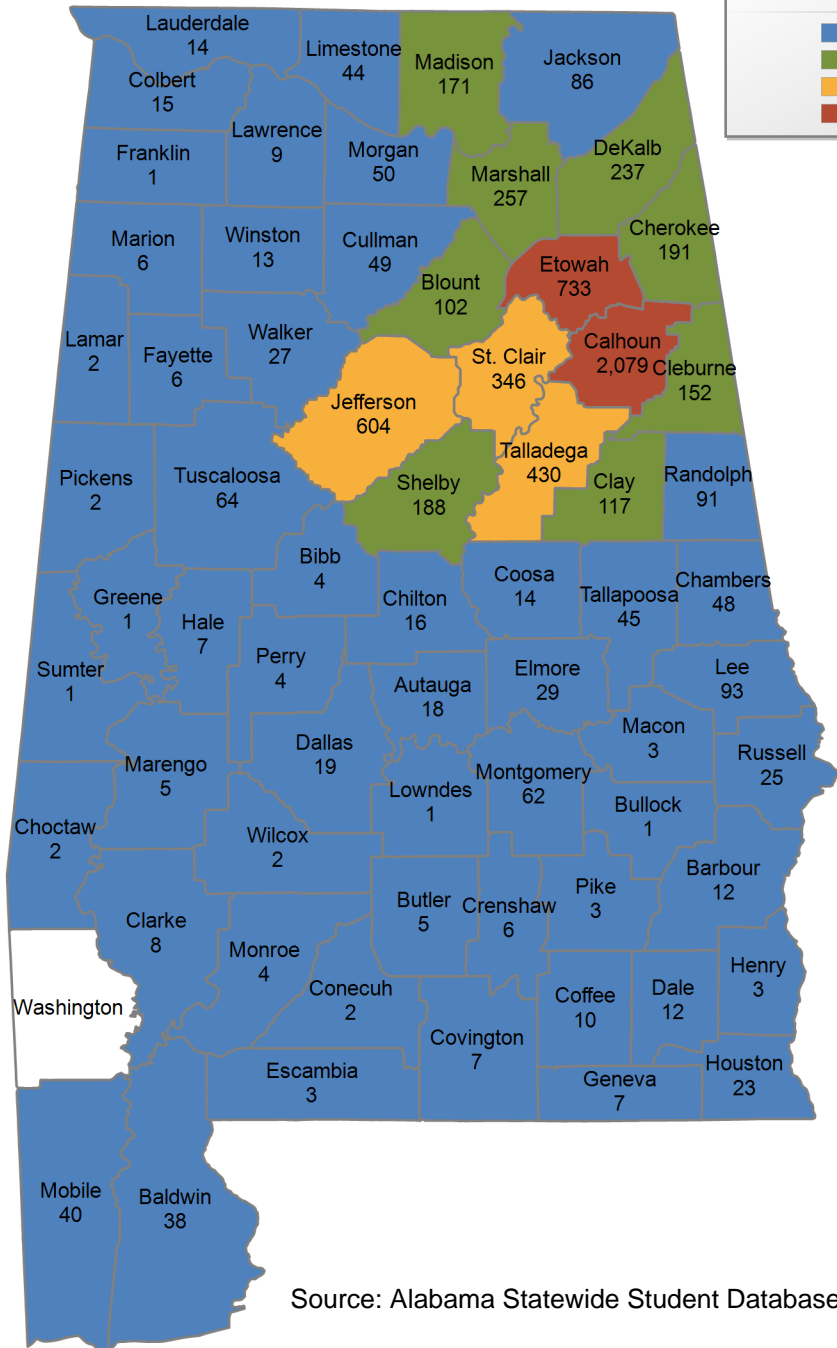 Lauderdale
14
Limestone
44
Madison
171
Jackson
86
Colbert
15
Lawrence
9
Franklin
1
Morgan
50
Marshall
257
DeKalb
237
Cherokee
191
Marion
6
Winston
13
Cullman
49
Blount
102
Etowah
733
Lamar
2
Fayette
6
Walker
27
St. Clair
346
Calhoun
2,079
Cleburne
152
Jefferson
604
Talladega
430
Pickens
2
Tuscaloosa
64
Shelby
188
Clay
117
Randolph
91
Bibb
4
Greene
1
Hale
7
Chilton
16
Coosa
14
Tallapoosa
45
Chambers
48
Sumter
1
Perry
4
Autauga
18
Elmore
29
Lee
93
Marengo
5
Dallas
19
Lowndes
1
Montgomery
62
Macon
3
Russell
25
Bullock
1
Choctaw
2
Wilcox
2
Clarke
8
Butler
5
Crenshaw
6
Pike
3
Barbour
12
Monroe
4
Conecuh
2
Washington
Covington
7
Coffee
10
Dale
12
Henry
3
Escambia
3
Geneva
7
Houston
23
Mobile
40
Baldwin
38
Source: Alabama Statewide Student Database